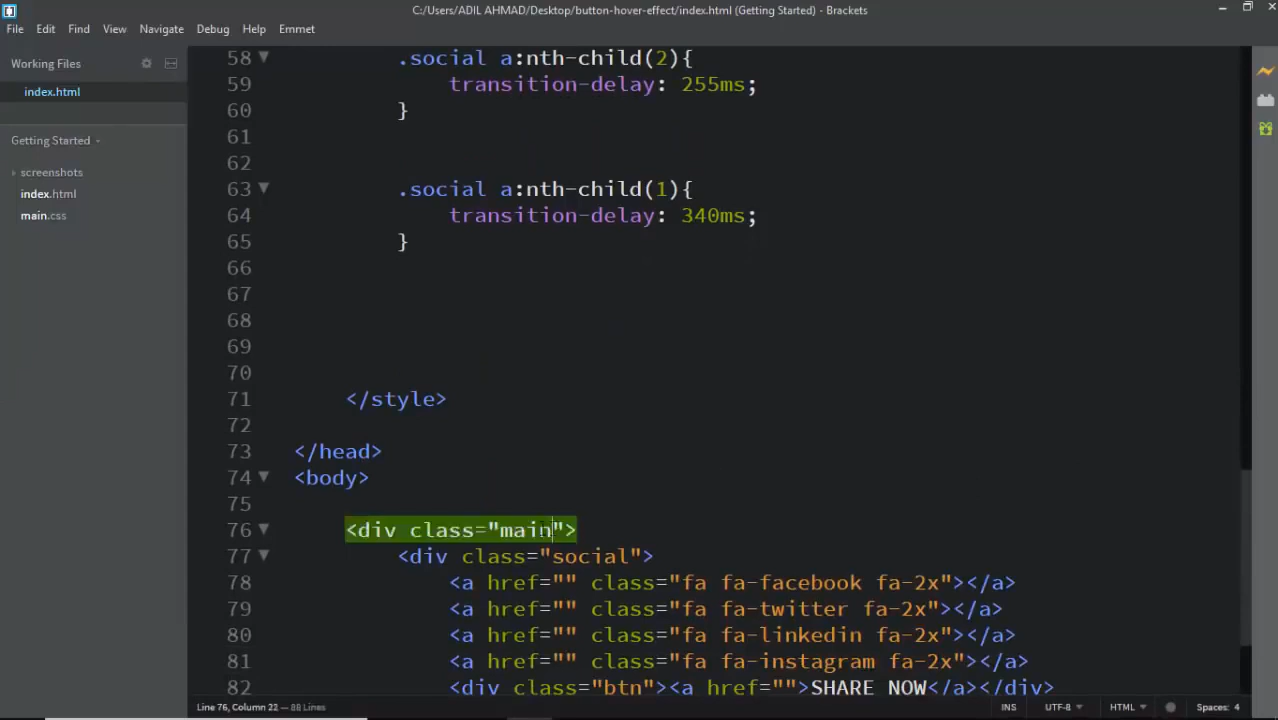 C:/Users/ADIL AHMAD/Desktop/button-hover-effect/index.html (Getting Started) - Brackets
File Edit Find View Navigate Debug Help Emmet
Working Files
index.html
Getting Started
screenshots
index.html
main.css
58 .social a:nth-child(2){
59 transition-delay: 255ms;
60 }
61
62
63 .social a:nth-child(1){
64 transition-delay: 340ms;
65 }
66
67
68
69
70
71 </style>
72
73 </head>
74 <body>
75
76 <div class="main">
77 <div class="social">
78 <a href="" class="fa fa-facebook fa-2x"></a>
79 <a href="" class="fa fa-twitter fa-2x"></a>
80 <a href="" class="fa fa-linkedin fa-2x"></a>
81 <a href="" class="fa fa-instagram fa-2x"></a>
82 <div class="btn"><a href="">SHARE NOW</a></div>
Line 76, Column 22 — 88 Lines INS UTF-8 HTML Spaces: 4